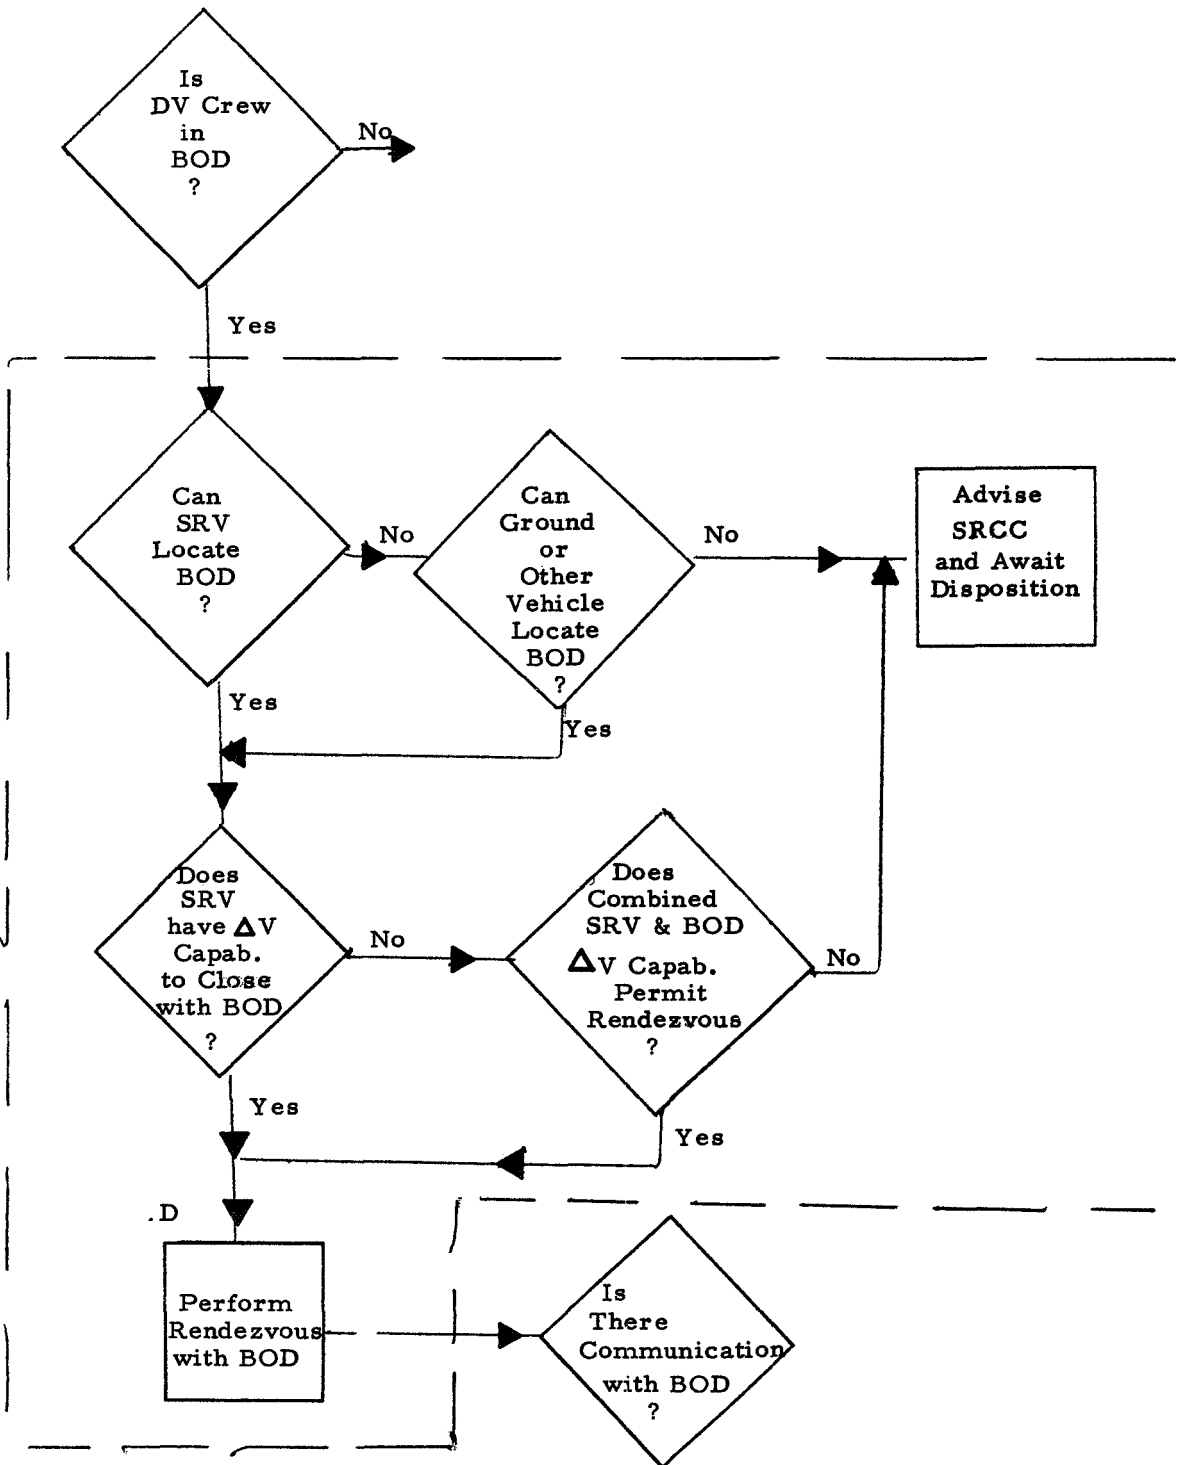 Is
DV Crew
in
BOD
?
No
Yes
Can
SRV
Locate
BOD
?
No
Can
Ground
or
Other
Vehicle
Locate
BOD
?
No
Advise
SRCC
and Await
Disposition
Yes
Yes
Does
SRV
have ΔV
Capab.
to Close
with BOD
?
No
Does
Combined
SRV & BOD
ΔV Capab.
Permit
Rendezvous
?
No
Yes
Yes
.D
Perform
Rendezvous
with BOD
Is
There
Communication
with BOD
?